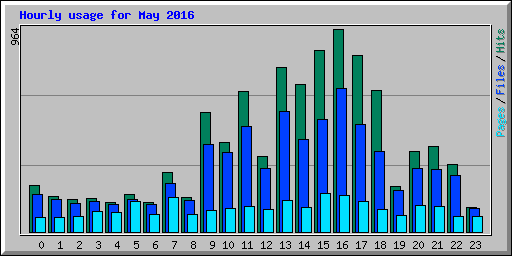 Hourly usage for May 2016
964
Pages / Files / Hits
0 1 2 3 4 5 6 7 8 9 10 11 12 13 14 15 16 17 18 19 20 21 22 23